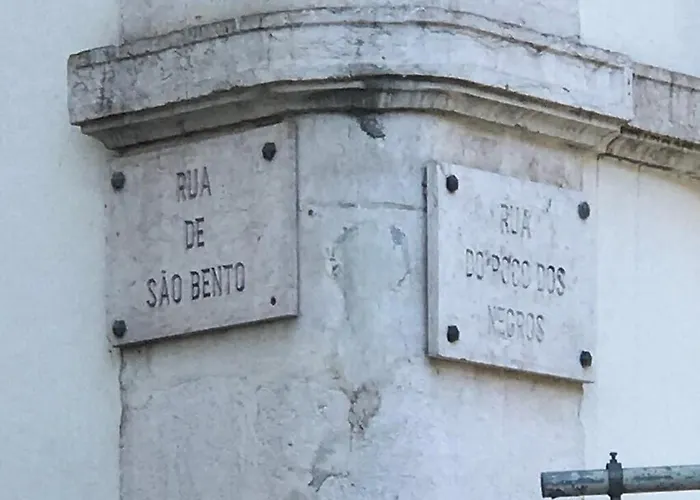 RUA
DE
SÃO BENTO
RUA
DO POÇO DOS
NEGROS